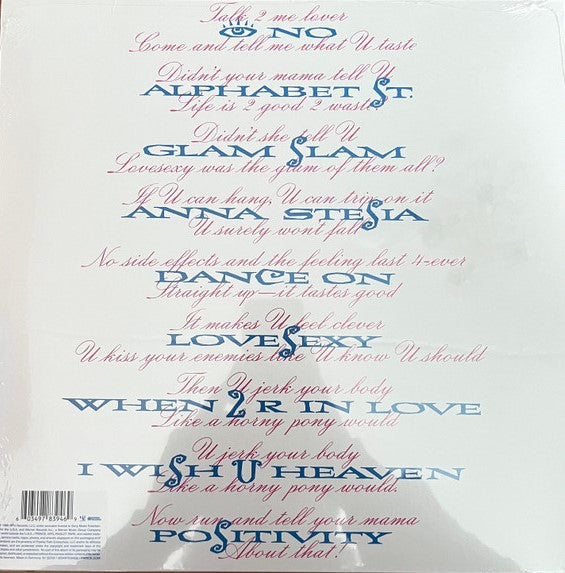 Talk 2 me lover
NO
Come and tell me what U taste
Didn't your mama tell U
ALPHABET St.
Life is 2 good 2 waste.
Didn't she tell U
GLAM SLAM
Lovesexy was the glam of them all?
If U can hang, U can trip on it
ANNA STESIA
U surely wont fall
No side effects and the feeling last 4-ever
DANCE ON
Straight up—it tastes good
It makes U feel clever
LOVESEXY
U kiss your enemies like U know U should
Then U jerk your body
WHEN 2 R IN LOVE
Like a horny pony would
U jerk your body
I WISH U HEAVEN
Like a horny pony would.
Now run and tell your mama
POSITIVITY
About that!
6 03497 83946 9